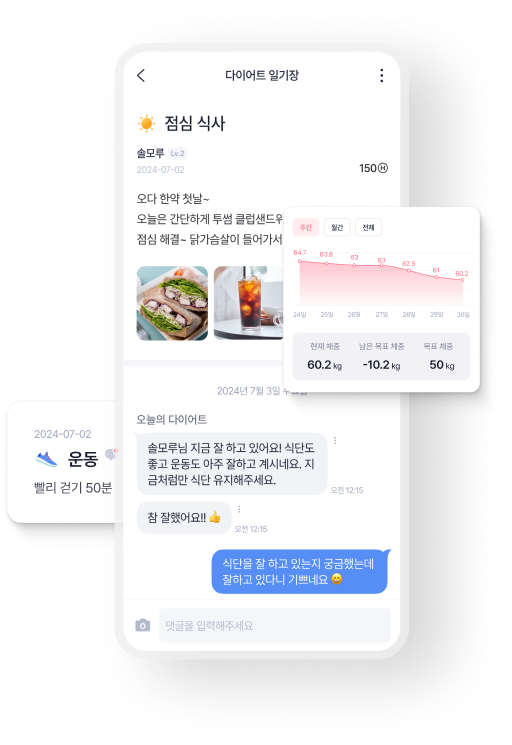 다이어트 일기장
점심 식사
솔모루 Lv.2
2024-07-02
150 H
오다 한약 첫날~
오늘은 간단하게 투썸 클럽샌드위
점심 해결~ 닭가슴살이 들어가서
주간 월간 전체
64.7 63.8 63 63 62.5 61 60.2
24일 25일 26일 27일 28일 29일 30일
현재 체중 남은 목표 체중 목표 체중
60.2 kg -10.2 kg 50 kg
2024년 7월 3일
오늘의 다이어트
솔모루님 지금 잘 하고 있어요! 식단도
좋고 운동도 아주 잘하고 계시네요. 지
금처럼만 식단 유지해주세요.
오전 12:15
참 잘했어요!! 👍
오전 12:15
2024-07-02
운동
빨리 걷기 50분
식단을 잘 하고 있는지 궁금했는데
잘하고 있다니 기쁘네요 😄
댓글을 입력해주세요